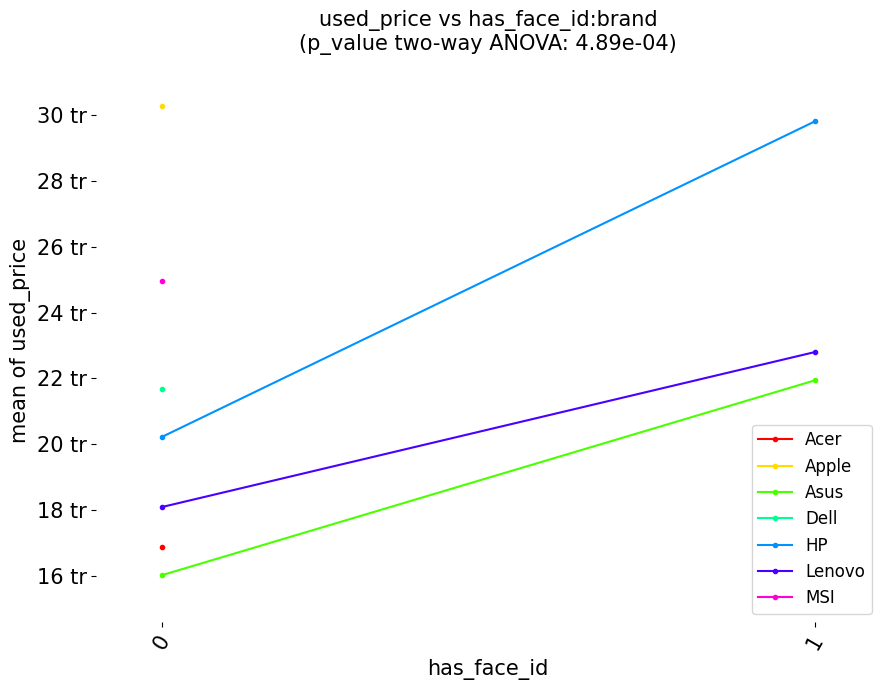 used_price vs has_face_id:brand
(p_value two-way ANOVA: 4.89e-04)
mean of used_price
30 tr
28 tr
26 tr
24 tr
22 tr
20 tr
18 tr
16 tr
Acer
Apple
Asus
Dell
HP
Lenovo
MSI
0
1
has_face_id